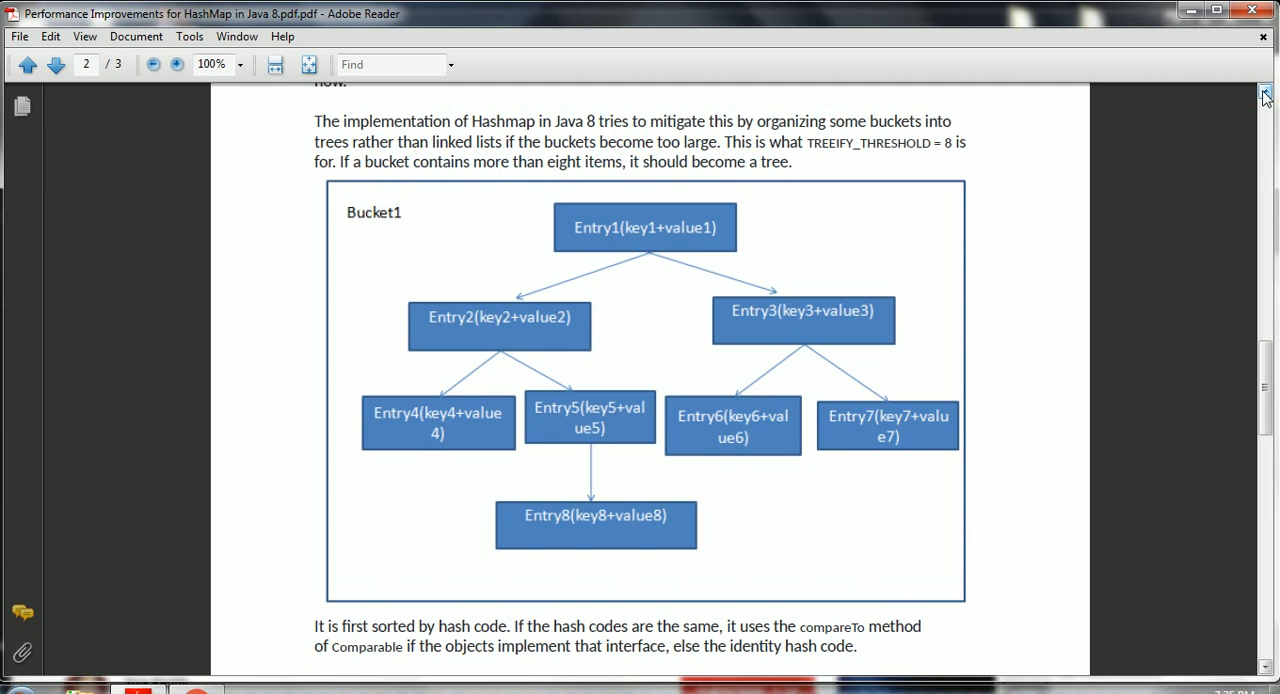 Performance Improvements for HashMap in Java 8.pdf.pdf - Adobe Reader
File Edit View Document Tools Window Help
2 / 3 100% Find
now.
The implementation of Hashmap in Java 8 tries to mitigate this by organizing some buckets into
trees rather than linked lists if the buckets become too large. This is what TREEIFY_THRESHOLD = 8 is
for. If a bucket contains more than eight items, it should become a tree.
Bucket1
Entry1(key1+value1)
Entry2(key2+value2)
Entry3(key3+value3)
Entry4(key4+value
4)
Entry5(key5+val
ue5)
Entry6(key6+val
ue6)
Entry7(key7+valu
e7)
Entry8(key8+value8)
It is first sorted by hash code. If the hash codes are the same, it uses the compareTo method
of Comparable if the objects implement that interface, else the identity hash code.